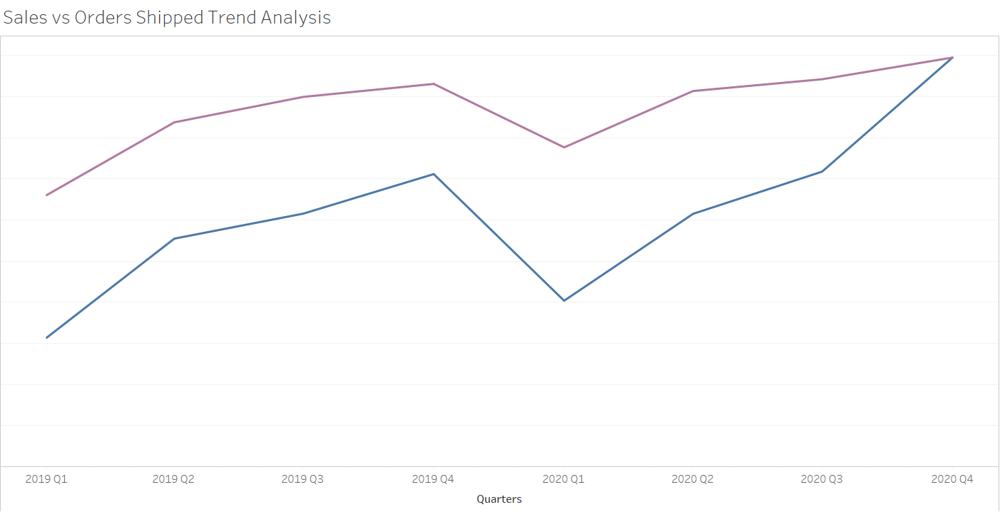 Sales vs Orders Shipped Trend Analysis
2019 Q1 2019 Q2 2019 Q3 2019 Q4 2020 Q1 2020 Q2 2020 Q3 2020 Q4
Quarters